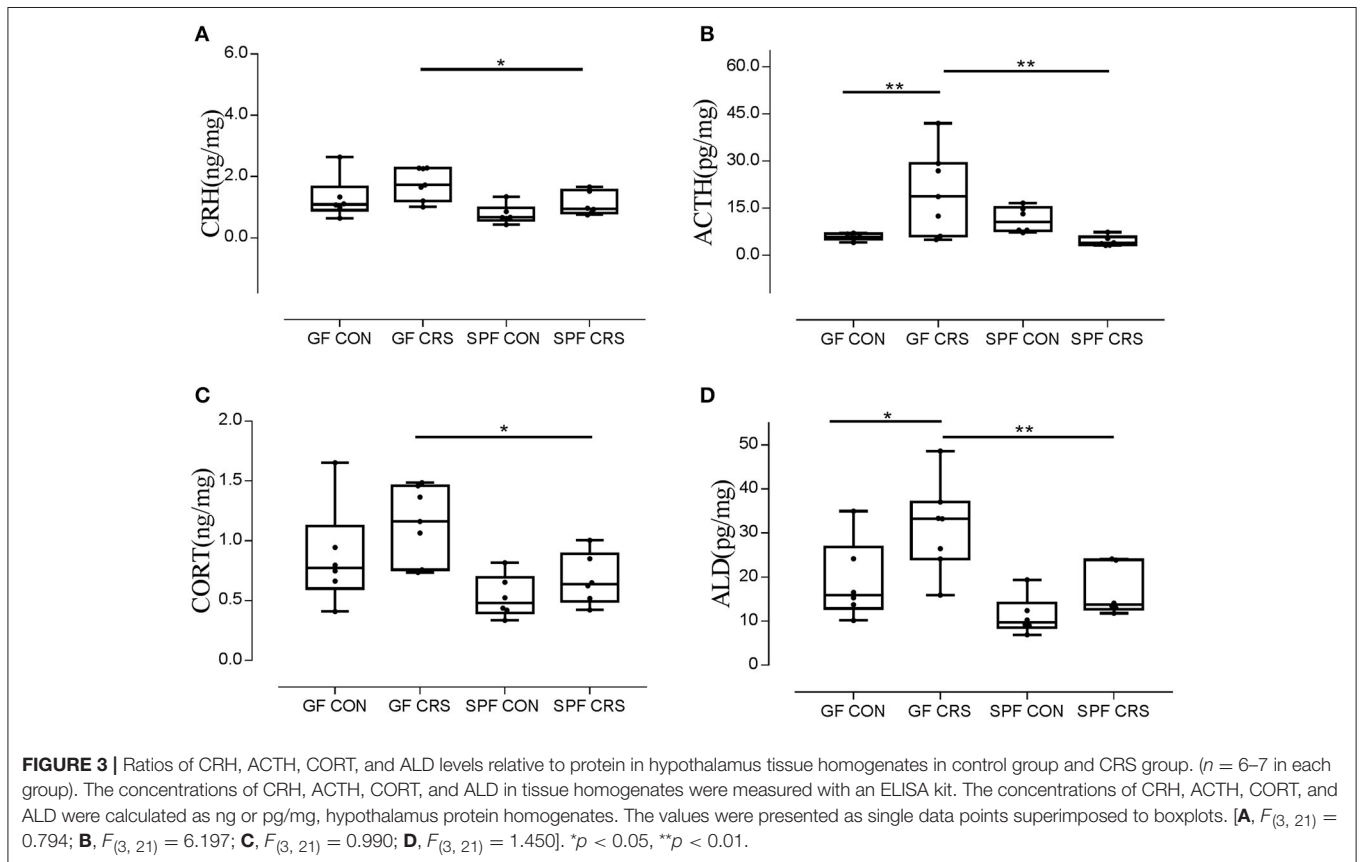 A
6.0
4.0
2.0
0.0
CRH(ng/mg)
*
GF CON GF CRS SPF CON SPF CRS
B
60.0
45.0
30.0
15.0
0.0
ACTH(pg/mg)
**
**
GF CON GF CRS SPF CON SPF CRS
C
2.0
1.5
1.0
0.5
0.0
CORT(ng/mg)
*
GF CON GF CRS SPF CON SPF CRS
D
50
40
30
20
10
0
ALD(pg/mg)
*
**
GF CON GF CRS SPF CON SPF CRS
FIGURE 3 | Ratios of CRH, ACTH, CORT, and ALD levels relative to protein in hypothalamus tissue homogenates in control group and CRS group. (n = 6–7 in each
group). The concentrations of CRH, ACTH, CORT, and ALD in tissue homogenates were measured with an ELISA kit. The concentrations of CRH, ACTH, CORT, and
ALD were calculated as ng or pg/mg, hypothalamus protein homogenates. The values were presented as single data points superimposed to boxplots. [A, F(3, 21) =
0.794; B, F(3, 21) = 6.197; C, F(3, 21) = 0.990; D, F(3, 21) = 1.450]. *p < 0.05, **p < 0.01.